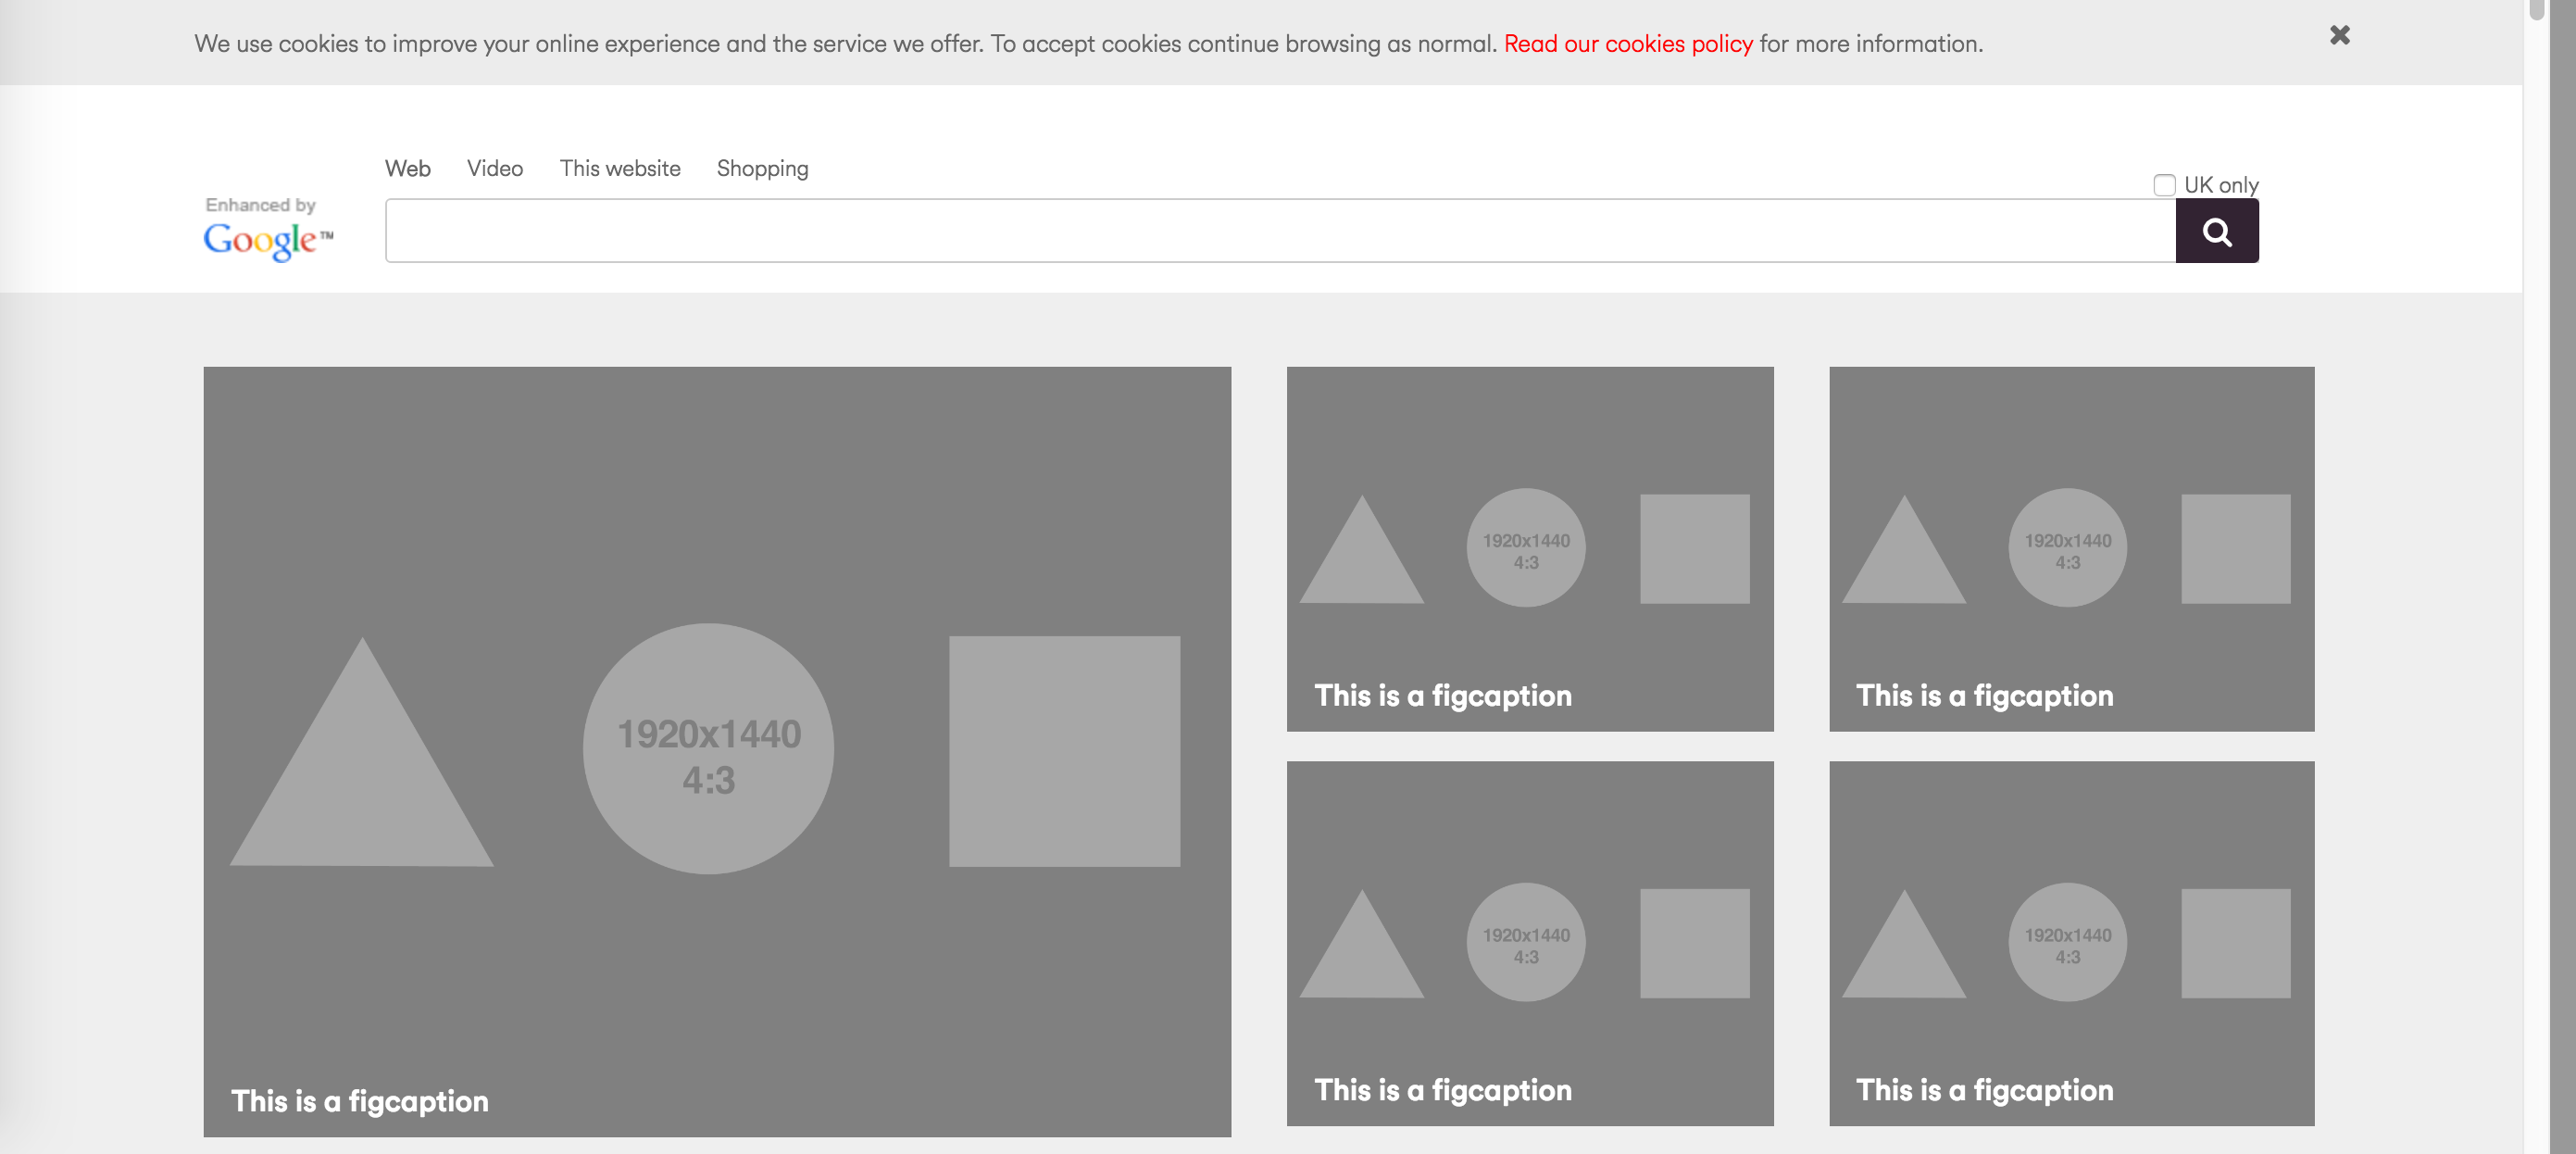 We use cookies to improve your online experience and the service we offer. To accept cookies continue browsing as normal. Read our cookies policy for more information.
Web Video This website Shopping
UK only
Enhanced by
Google™
1920x1440
4:3
This is a figcaption
1920x1440
4:3
This is a figcaption
1920x1440
4:3
This is a figcaption
1920x1440
4:3
This is a figcaption
1920x1440
4:3
This is a figcaption